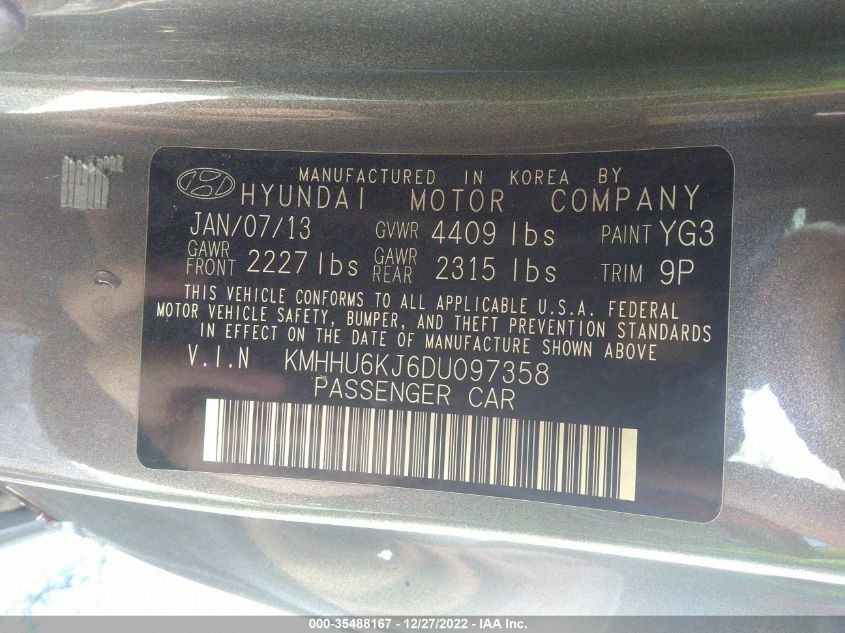 MANUFACTURED IN KOREA BY
HYUNDAI MOTOR COMPANY
JAN/07/13 GVWR 4409 lbs PAINT YG3
GAWR FRONT 2227 lbs GAWR REAR 2315 lbs TRIM 9P
THIS VEHICLE CONFORMS TO ALL APPLICABLE U.S.A. FEDERAL
MOTOR VEHICLE SAFETY, BUMPER, AND THEFT PREVENTION STANDARDS
IN EFFECT ON THE DATE OF MANUFACTURE SHOWN ABOVE
V.I.N KMHHU6KJ6DU097358
PASSENGER CAR
000-35488167 - 12/27/2022 - IAA Inc.